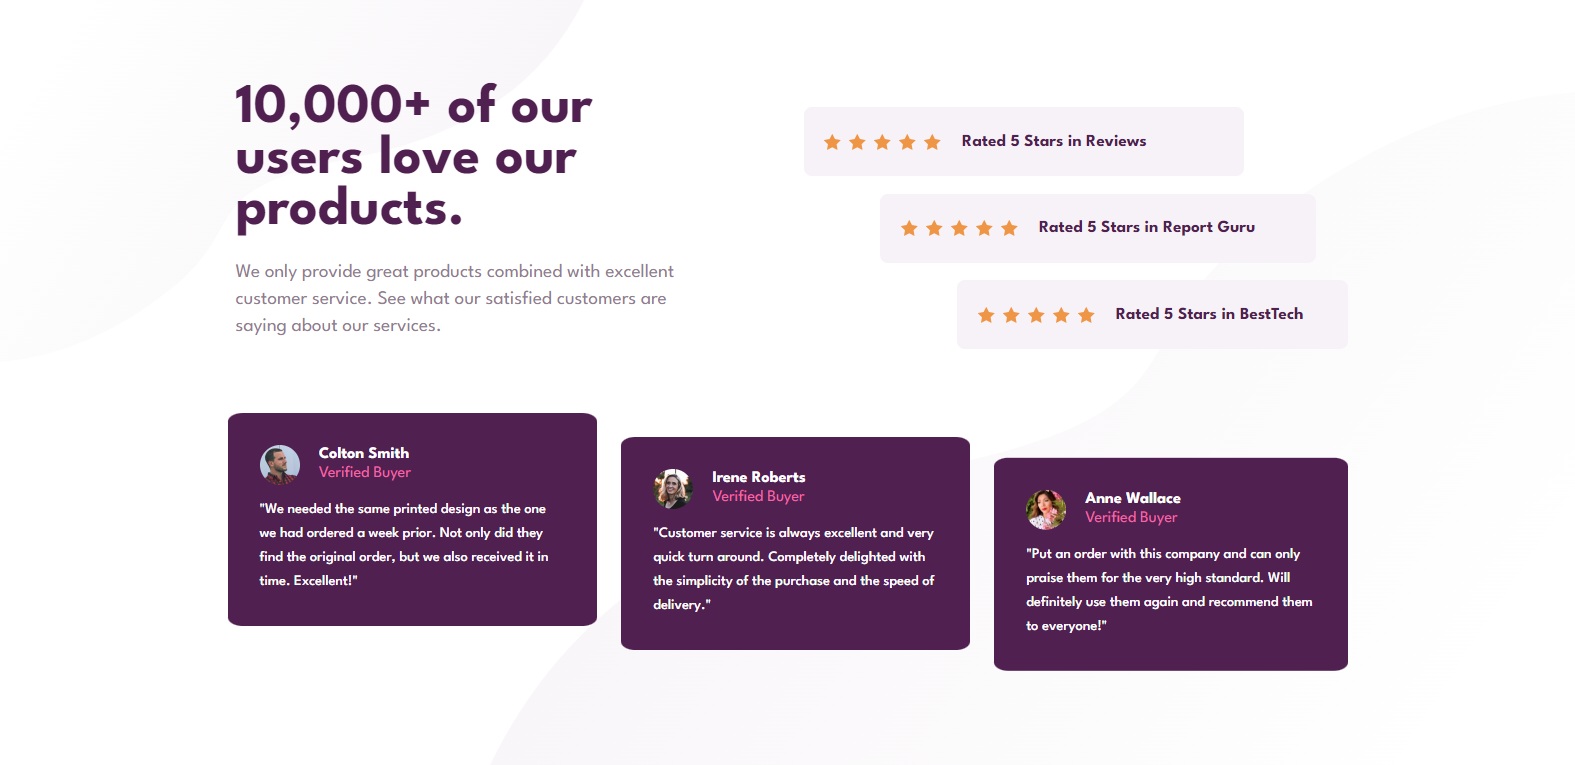 10,000+ of our
users love our
products.
We only provide great products combined with excellent
customer service. See what our satisfied customers are
saying about our services.
Rated 5 Stars in Reviews
Rated 5 Stars in Report Guru
Rated 5 Stars in BestTech
Colton Smith
Verified Buyer
"We needed the same printed design as the one
we had ordered a week prior. Not only did they
find the original order, but we also received it in
time. Excellent!"
Irene Roberts
Verified Buyer
"Customer service is always excellent and very
quick turn around. Completely delighted with
the simplicity of the purchase and the speed of
delivery."
Anne Wallace
Verified Buyer
"Put an order with this company and can only
praise them for the very high standard. Will
definitely use them again and recommend them
to everyone!"